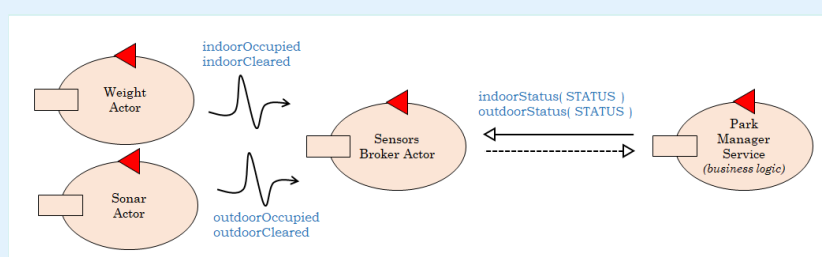 indoorOccupied
indoorCleared
Weight
Actor
indoorStatus( STATUS )
outdoorStatus( STATUS )
Sensors
Broker Actor
Park
Manager
Service
(business logic)
Sonar
Actor
outdoorOccupied
outdoorCleared